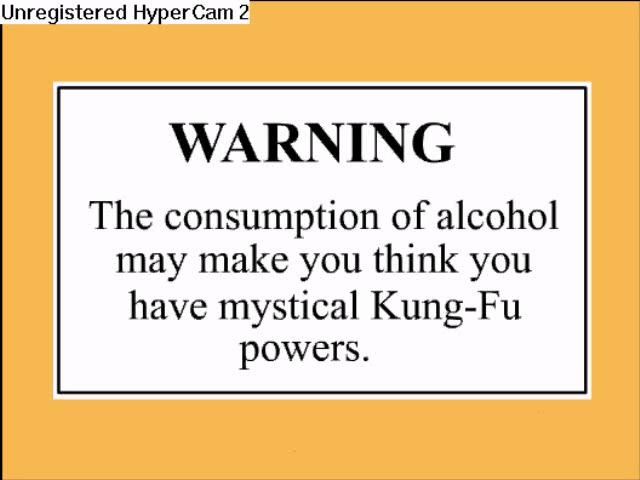 Unregistered HyperCam 2
WARNING
The consumption of alcohol
may make you think you
have mystical Kung-Fu
powers.